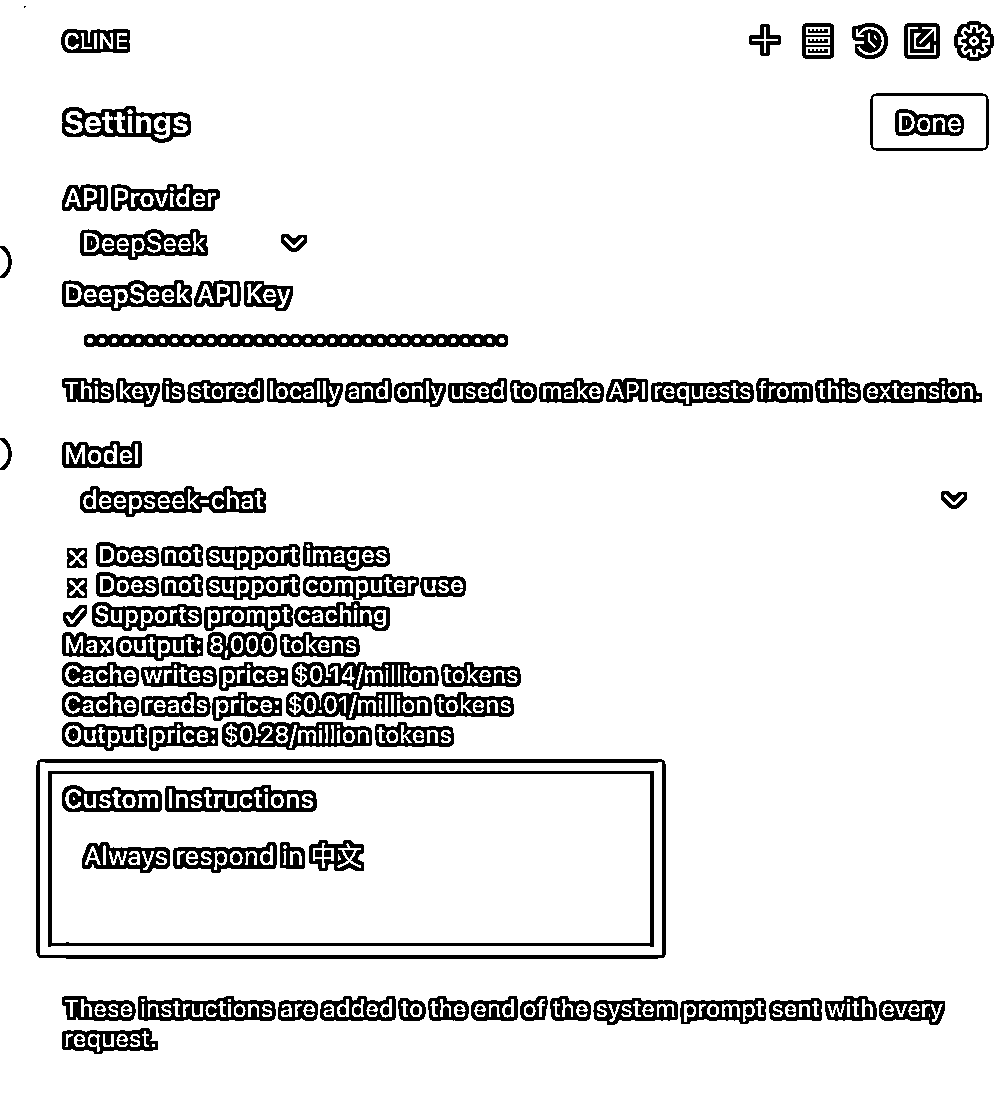 CLINE
Settings
Done
API Provider
DeepSeek
DeepSeek API Key
This key is stored locally and only used to make API requests from this extension.
Model
deepseek-chat
Does not support images
Does not support computer use
Supports prompt caching
Max output: 8,000 tokens
Cache writes price: $0.14/million tokens
Cache reads price: $0.01/million tokens
Output price: $0.28/million tokens
Custom Instructions
Always respond in 中文
These instructions are added to the end of the system prompt sent with every
request.